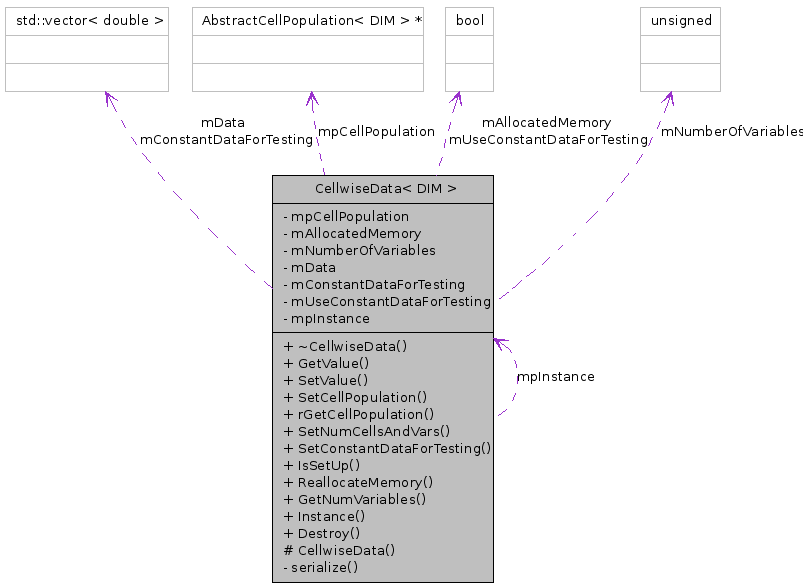 std::vector< double >
AbstractCellPopulation< DIM > *
bool
unsigned
mData
mConstantDataForTesting
mpCellPopulation
mAllocatedMemory
mUseConstantDataForTesting
mNumberOfVariables
CellwiseData< DIM >
- mpCellPopulation
- mAllocatedMemory
- mNumberOfVariables
- mData
- mConstantDataForTesting
- mUseConstantDataForTesting
- mpInstance
+ ~CellwiseData()
+ GetValue()
+ SetValue()
+ SetCellPopulation()
+ rGetCellPopulation()
+ SetNumCellsAndVars()
+ SetConstantDataForTesting()
+ IsSetUp()
+ ReallocateMemory()
+ GetNumVariables()
+ Instance()
+ Destroy()
# CellwiseData()
- serialize()
mpInstance